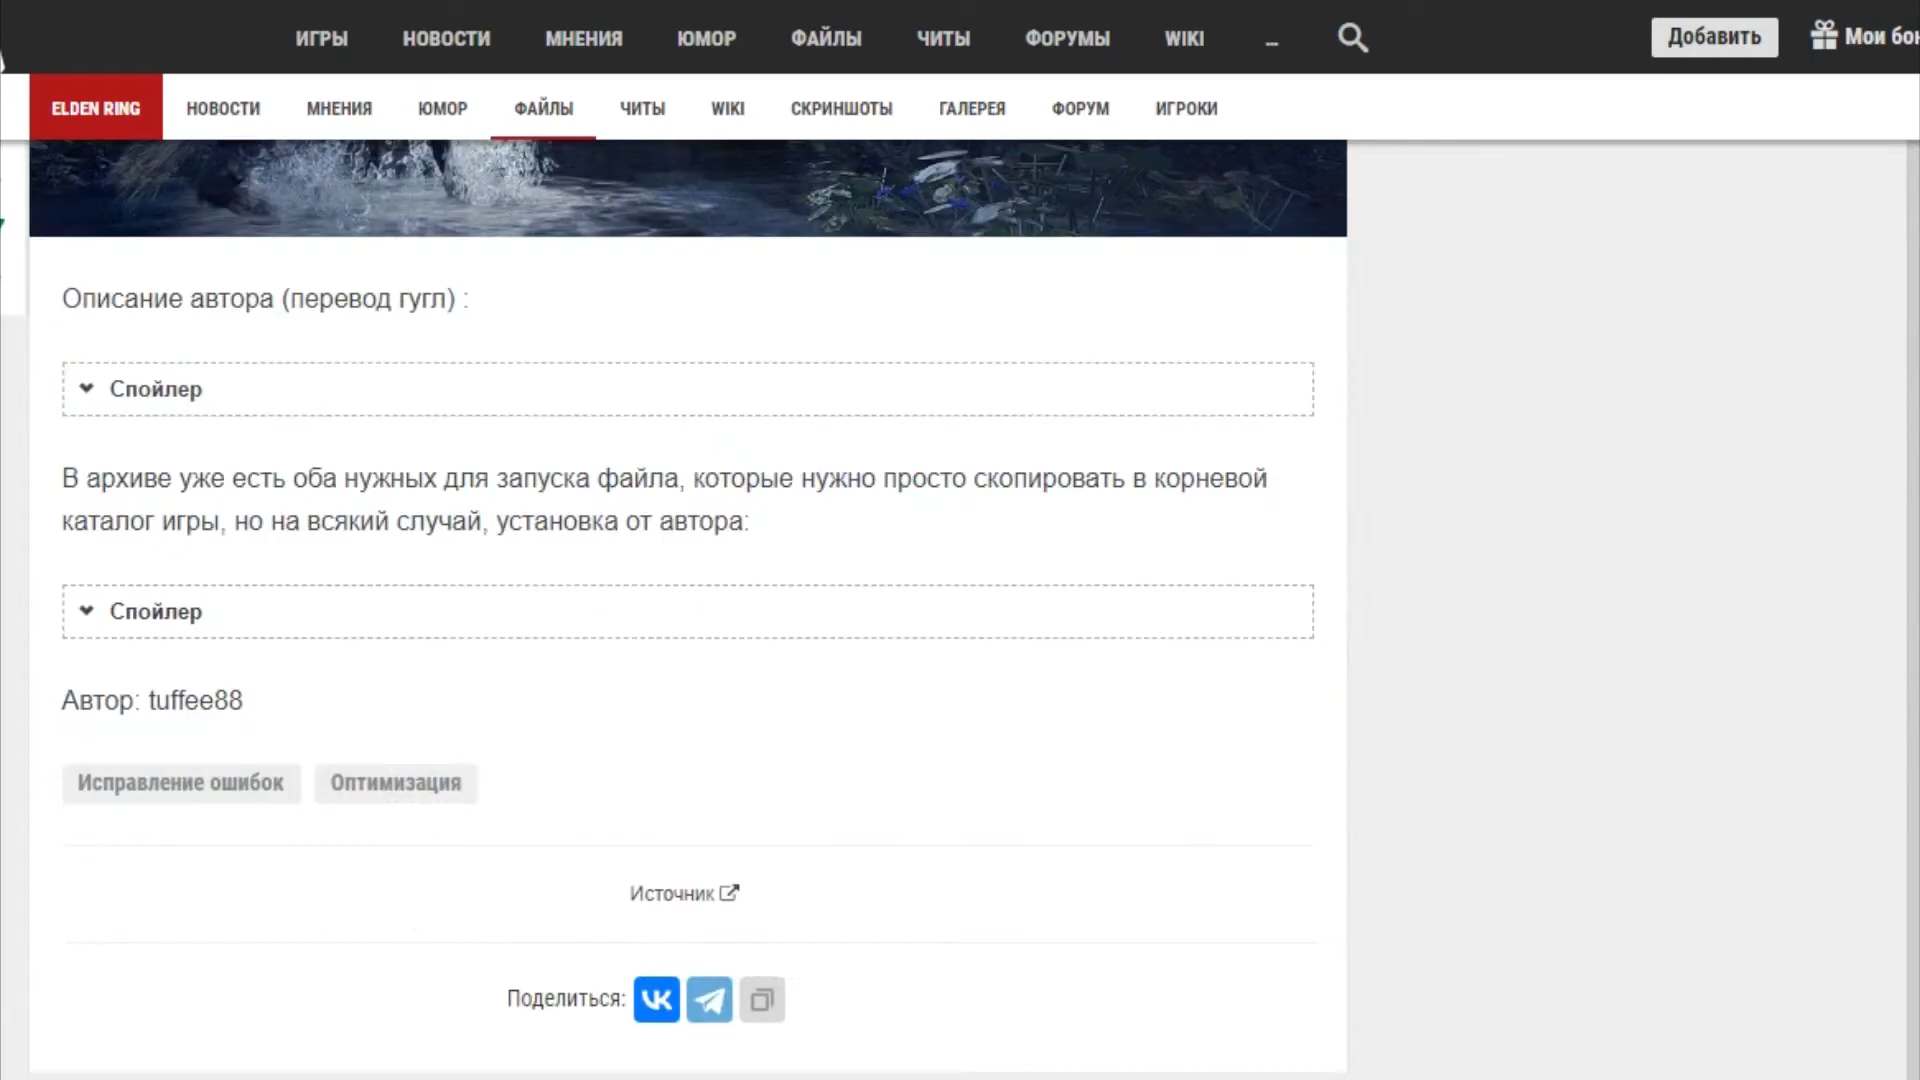 ИГРЫ НОВОСТИ МНЕНИЯ ЮМОР ФАЙЛЫ ЧИТЫ ФОРУМЫ WIKI ... Добавить Мои бон
ELDEN RING НОВОСТИ МНЕНИЯ ЮМОР ФАЙЛЫ ЧИТЫ WIKI СКРИНШОТЫ ГАЛЕРЕЯ ФОРУМ ИГРОКИ
Описание автора (перевод гугл) :
Спойлер
В архиве уже есть оба нужных для запуска файла, которые нужно просто скопировать в корневой
каталог игры, но на всякий случай, установка от автора:
Спойлер
Автор: tuffee88
Исправление ошибок Оптимизация
Источник
Поделиться: